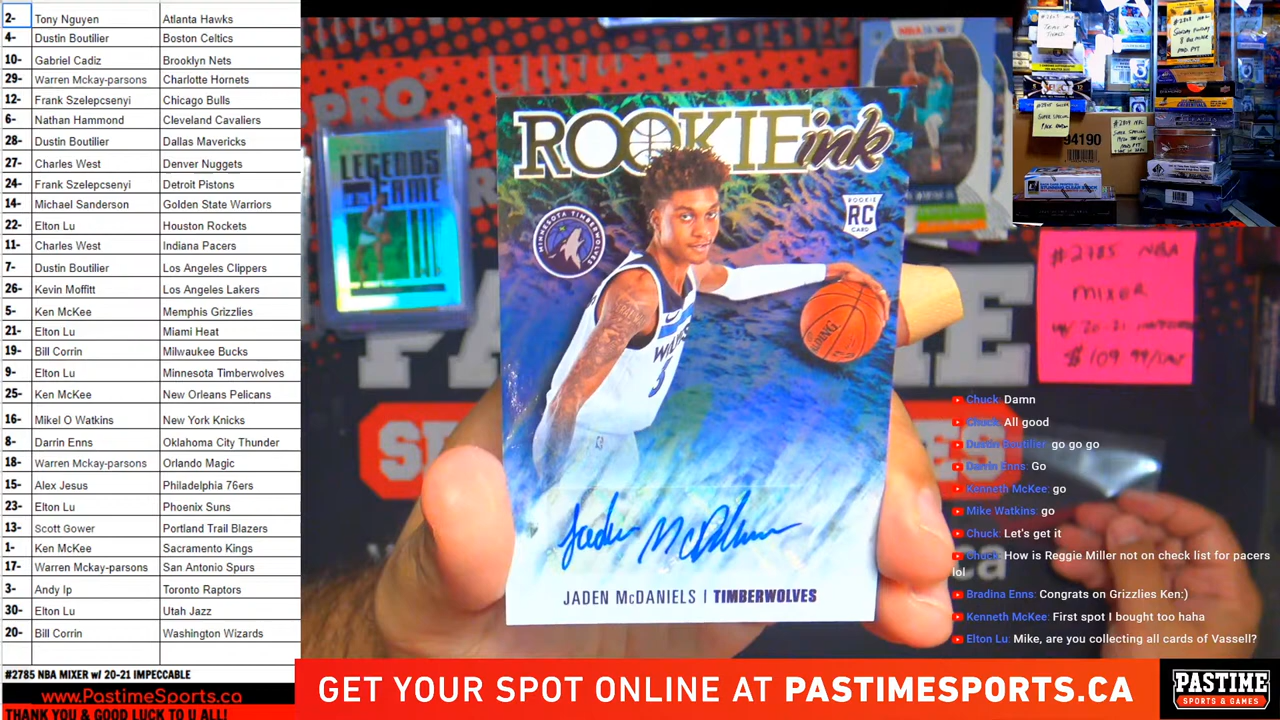 2- Tony Nguyen Atlanta Hawks
4- Dustin Boutilier Boston Celtics
10- Gabriel Cadiz Brooklyn Nets
29- Warren Mckay-parsons Charlotte Hornets
12- Frank Szelepcsenyi Chicago Bulls
6- Nathan Hammond Cleveland Cavaliers
28- Dustin Boutilier Dallas Mavericks
27- Charles West Denver Nuggets
24- Frank Szelepcsenyi Detroit Pistons
14- Michael Sanderson Golden State Warriors
22- Elton Lu Houston Rockets
11- Charles West Indiana Pacers
7- Dustin Boutilier Los Angeles Clippers
26- Kevin Moffitt Los Angeles Lakers
5- Ken McKee Memphis Grizzlies
21- Elton Lu Miami Heat
19- Bill Corrin Milwaukee Bucks
9- Elton Lu Minnesota Timberwolves
25- Ken McKee New Orleans Pelicans
16- Mikel O Watkins New York Knicks
8- Darrin Enns Oklahoma City Thunder
18- Warren Mckay-parsons Orlando Magic
15- Alex Jesus Philadelphia 76ers
23- Elton Lu Phoenix Suns
13- Scott Gower Portland Trail Blazers
1- Ken McKee Sacramento Kings
17- Warren Mckay-parsons San Antonio Spurs
3- Andy Ip Toronto Raptors
30- Elton Lu Utah Jazz
20- Bill Corrin Washington Wizards
#2785 NBA MIXER w/ 20-21 IMPECCABLE
www.PastimeSports.ca
THANK YOU & GOOD LUCK TO U ALL!
ROOKIE ink
ROOKIE
RC
CARD
MINNESOTA TIMBERWOLVES
SPALDING
3
Jaden McDaniels
JADEN McDANIELS | TIMBERWOLVES
94190
#2785 NBA
MIXER
w/ 20-21
$109.99/
Chuck: Damn
Chuck: All good
Dustin Boutilier: go go go
Darrin Enns: Go
Kenneth McKee: go
Mike Watkins: go
Chuck: Let's get it
Chuck: How is Reggie Miller not on check list for pacers
lol
Bradina Enns: Congrats on Grizzlies Ken:)
Kenneth McKee: First spot I bought too haha
Elton Lu: Mike, are you collecting all cards of Vassell?
GET YOUR SPOT ONLINE AT PASTIMESPORTS.CA
PASTIME
SPORTS & GAMES